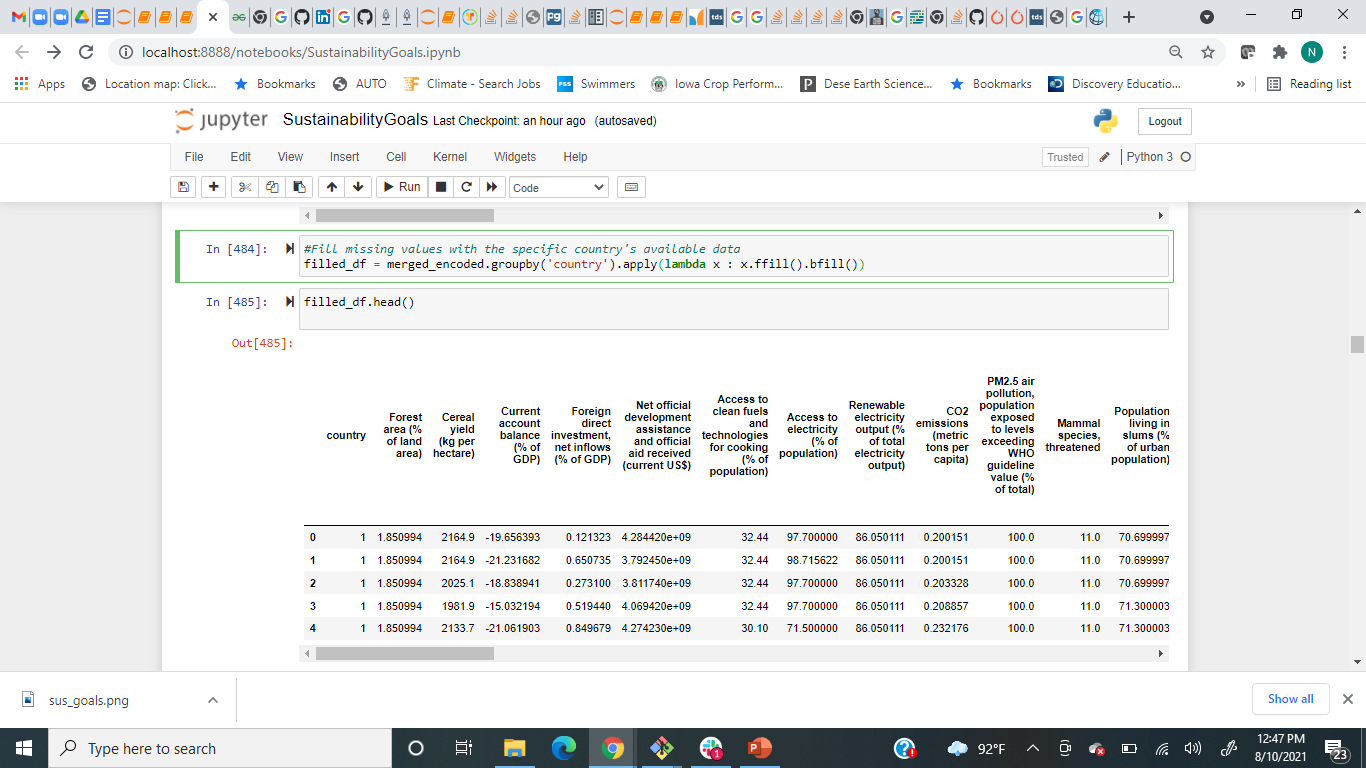 localhost:8888/notebooks/SustainabilityGoals.ipynb
N
Apps
Location map: Click...
Bookmarks
AUTO
Climate - Search Jobs
Swimmers
Iowa Crop Perform...
Dese Earth Science...
Bookmarks
Discovery Educatio...
»
Reading list
jupyter SustainabilityGoals Last Checkpoint: an hour ago (autosaved)
Logout
File Edit View Insert Cell Kernel Widgets Help
Trusted
Python 3
Run
Code
In [484]:
#Fill missing values with the specific country's available data
filled_df = merged_encoded.groupby('country').apply(lambda x : x.ffill().bfill())
In [485]:
filled_df.head()
Out[485]:
country
Forest
area (%
of land
area)
Cereal
yield
(kg per
hectare)
Current
account
balance
(% of
GDP)
Foreign
direct
investment,
net inflows
(% of GDP)
Net official
development
assistance
and official
aid received
(current US$)
Access to
clean fuels
and
technologies
for cooking
(% of
population)
Access to
electricity
(% of
population)
Renewable
electricity
output (%
of total
electricity
output)
CO2
emissions
(metric
tons per
capita)
PM2.5 air
pollution,
population
exposed
to levels
exceeding
WHO
guideline
value (%
of total)
Mammal
species,
threatened
Population
living in
slums (%
of urban
population)
0 1 1.850994 2164.9 -19.656393 0.121323 4.284420e+09 32.44 97.700000 86.050111 0.200151 100.0 11.0 70.699997
1 1 1.850994 2164.9 -21.231682 0.650735 3.792450e+09 32.44 98.715622 86.050111 0.200151 100.0 11.0 70.699997
2 1 1.850994 2025.1 -18.838941 0.273100 3.811740e+09 32.44 97.700000 86.050111 0.203328 100.0 11.0 70.699997
3 1 1.850994 1981.9 -15.032194 0.519440 4.069420e+09 32.44 97.700000 86.050111 0.208857 100.0 11.0 71.300003
4 1 1.850994 2133.7 -21.061903 0.849679 4.274230e+09 30.10 71.500000 86.050111 0.232176 100.0 11.0 71.300003
sus_goals.png
Show all
Type here to search
92°F
12:47 PM
8/10/2021
23